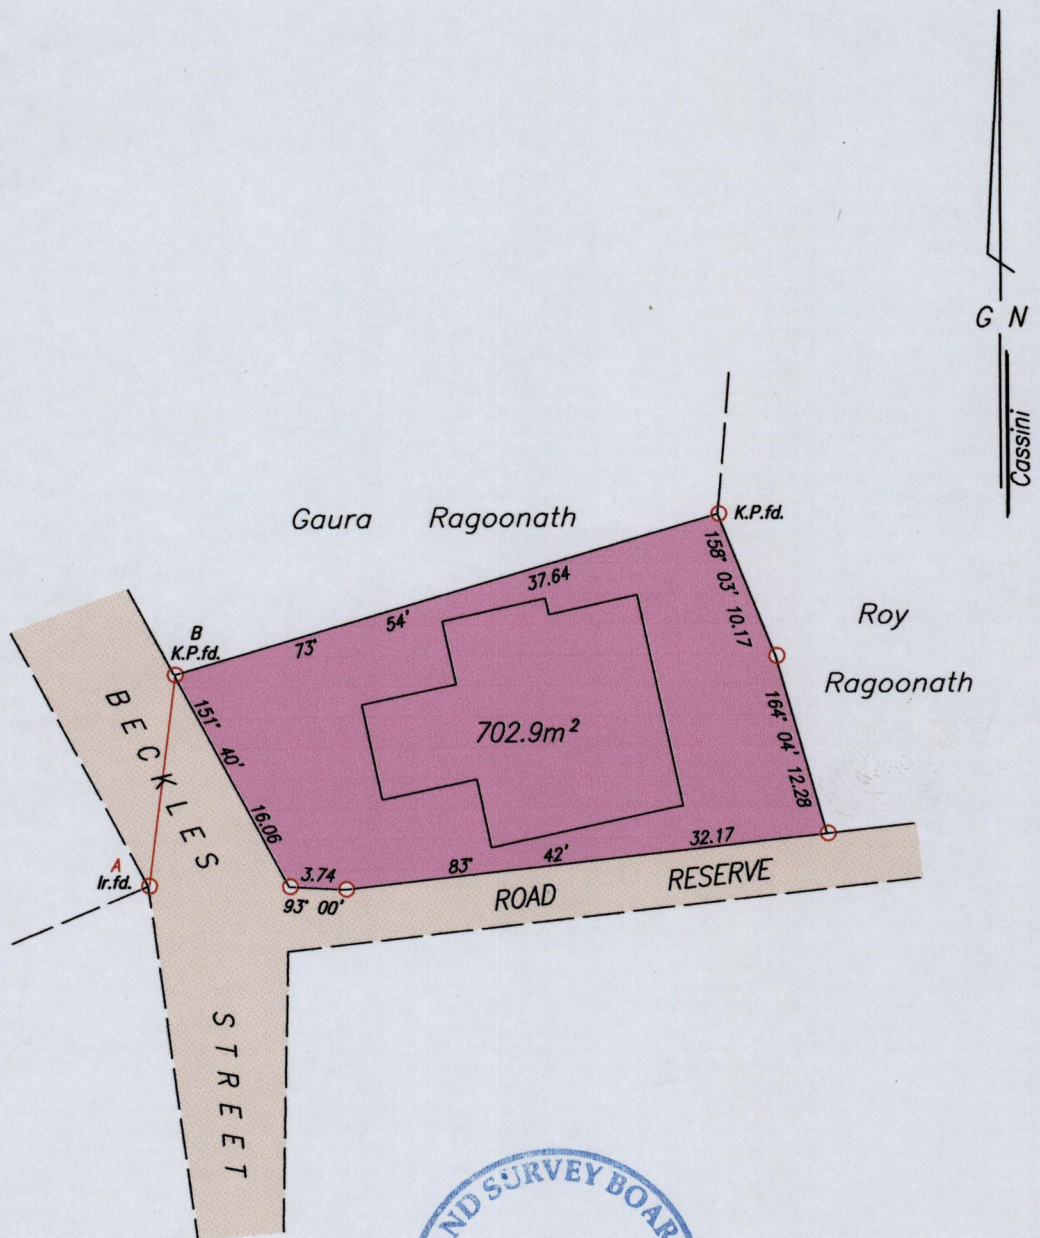 G N
Cassini
Gaura Ragoonath
K.P.fd.
37.64
54'
73°
158° 03' 10.17
Roy
Ragoonath
B
K.P.fd.
BECKLES
151° 40' 16.06
702.9m²
164° 04' 12.28
A
Ir.fd.
3.74
93° 00'
83° 42' 32.17
ROAD RESERVE
STREET
ND SURVEY BOAR